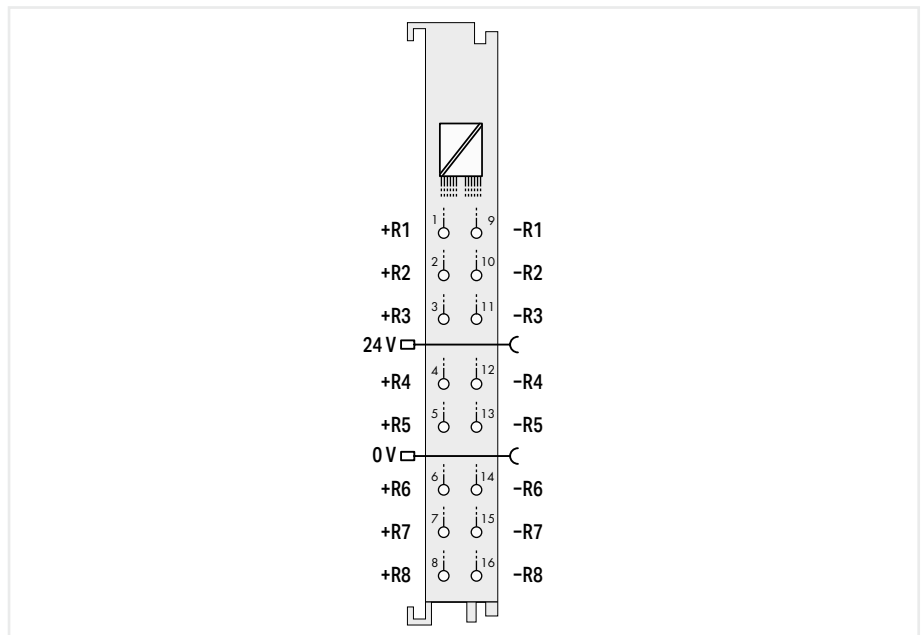 +R1 1 9 −R1
+R2 2 10 −R2
+R3 3 11 −R3
24 V
+R4 4 12 −R4
+R5 5 13 −R5
0 V
+R6 6 14 −R6
+R7 7 15 −R7
+R8 8 16 −R8